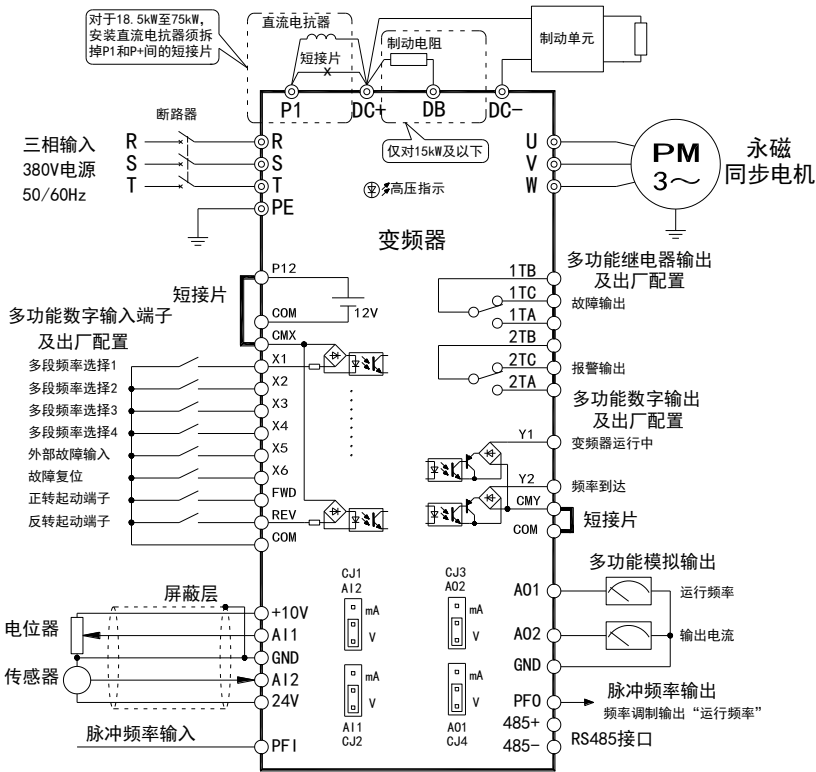 对于18.5kW至75kW,
安装直流电抗器须拆
掉P1和P+间的短接片
直流电抗器
短接片
制动电阻
制动单元
P1
DC+
DB
DC-
仅对15kW及以下
断路器
三相输入
380V电源
50/60Hz
R
S
T
R
S
T
PE
高压指示
变频器
U
V
W
PM
3～
永磁
同步电机
P12
COM
CMX
12V
短接片
多功能数字输入端子
及出厂配置
多段频率选择1
X1
多段频率选择2
X2
多段频率选择3
X3
多段频率选择4
X4
外部故障输入
X5
故障复位
X6
正转起动端子
FWD
反转起动端子
REV
COM
多功能继电器输出
及出厂配置
1TB
1TC
故障输出
1TA
2TB
2TC
报警输出
2TA
多功能数字输出
及出厂配置
Y1
变频器运行中
Y2
频率到达
CMY
COM
短接片
屏蔽层
电位器
传感器
+10V
AI1
GND
AI2
24V
脉冲频率输入
PFI
CJ1
AI2
mA
V
CJ3
AO2
mA
V
mA
V
AI1
CJ2
mA
V
AO1
CJ4
多功能模拟输出
AO1
运行频率
AO2
输出电流
GND
PFO
脉冲频率输出
频率调制输出“运行频率”
485+
485-
RS485接口